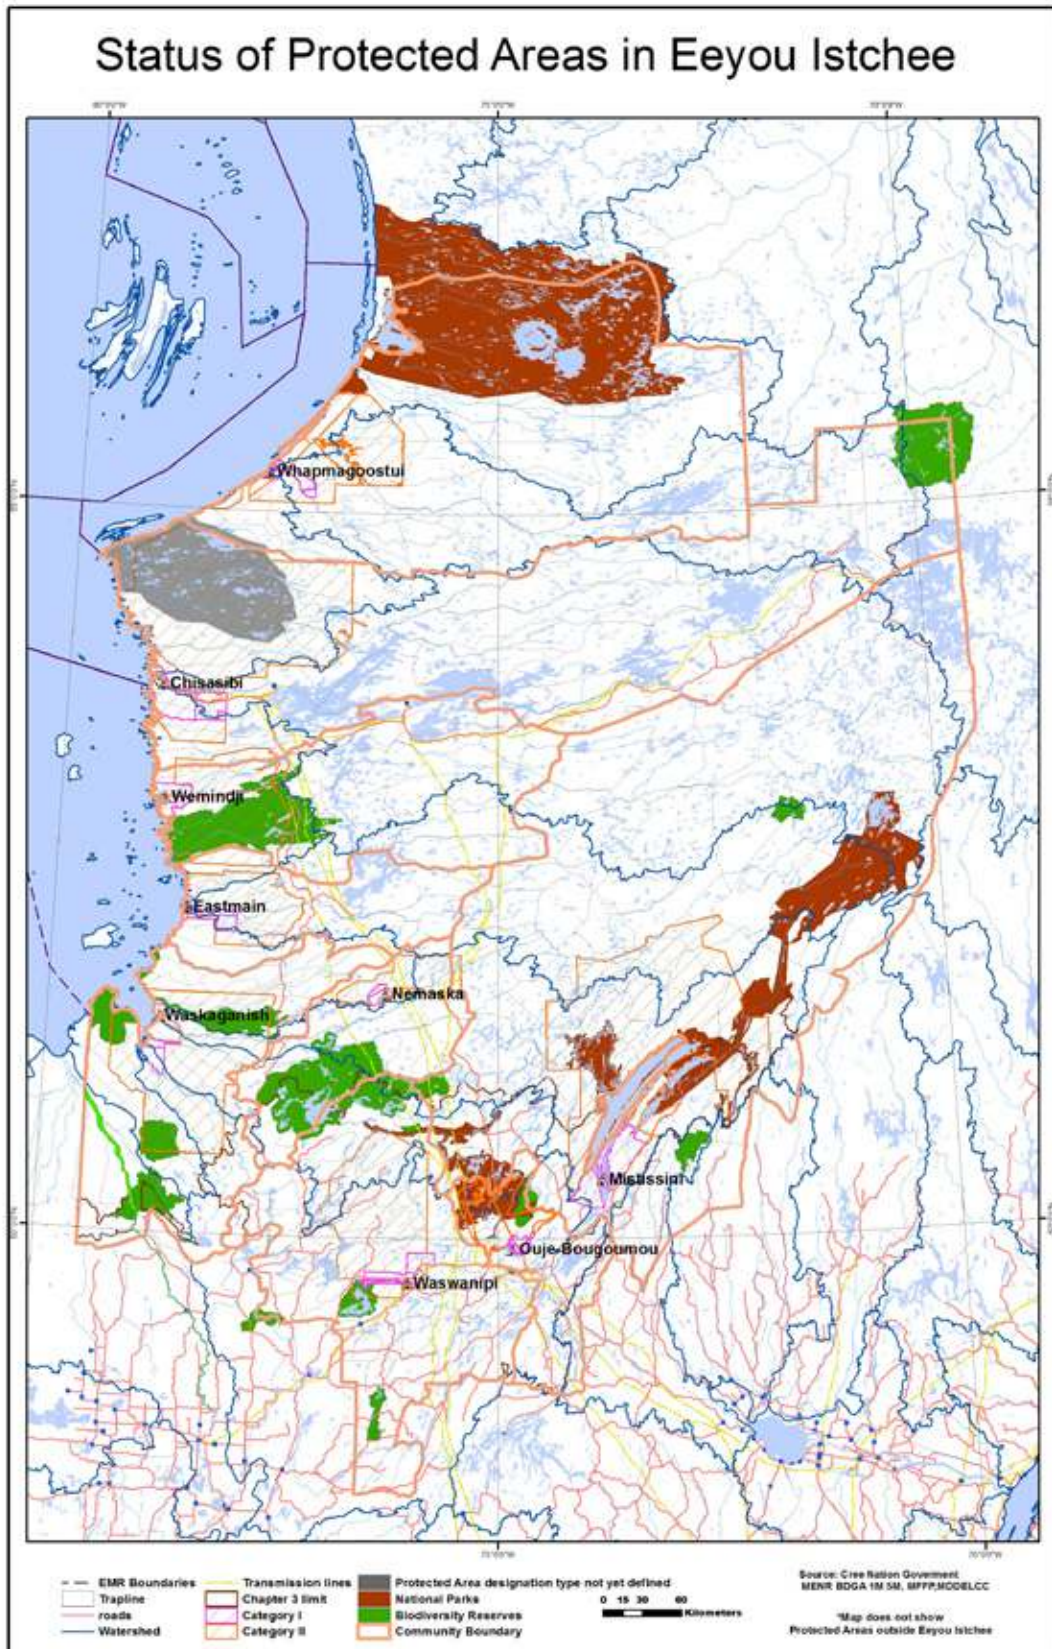 Status of Protected Areas in Eeyou Istchee
Whapmagoostui
Chisasibi
Wemindji
Eastmain
Nemaska
Waskaganish
Mistissini
Ouje-Bougoumou
Waswanipi
EMR Boundaries
Trapline
roads
Watershed
Transmission lines
Chapter 3 limit
Category I
Category II
Protected Area designation type not yet defined
National Parks
Biodiversity Reserves
Community Boundary
0 15 30 60
Kilometers
Source: Cree Nation Goverment
MENR BDGA 1M 5M, MFFP,MDDELCC
*Map does not show
Protected Areas outside Eeyou Istchee